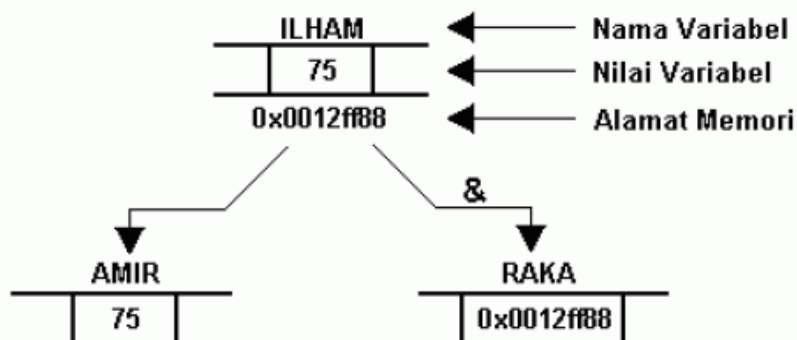 ILHAM
Nama Variabel
75
Nilai Variabel
0x0012ff88
Alamat Memori
&
AMIR
RAKA
75
0x0012ff88